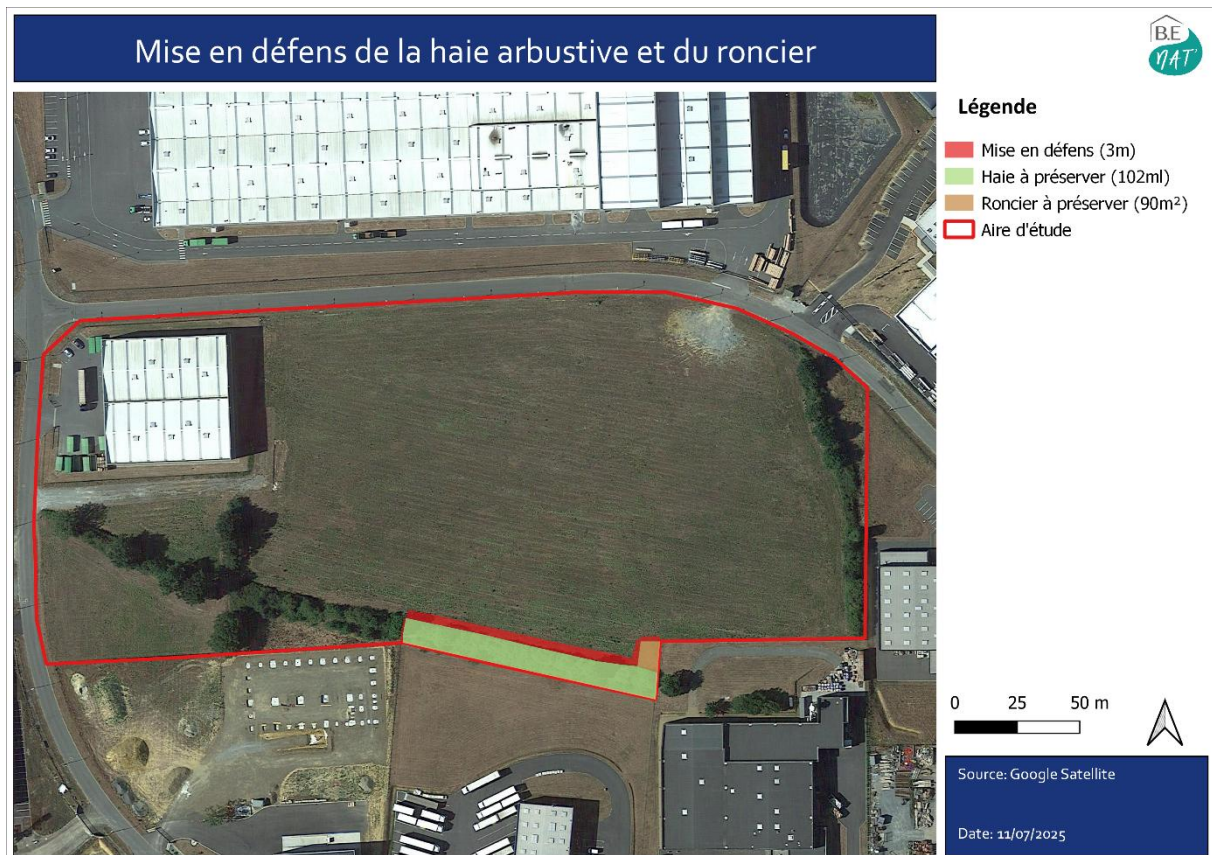 Mise en défens de la haie arbustive et du roncier
B.E
NAT'
Légende
Mise en défens (3m)
Haie à préserver (102ml)
Roncier à préserver (90m²)
Aire d'étude
0 25 50 m
Source: Google Satellite
Date: 11/07/2025